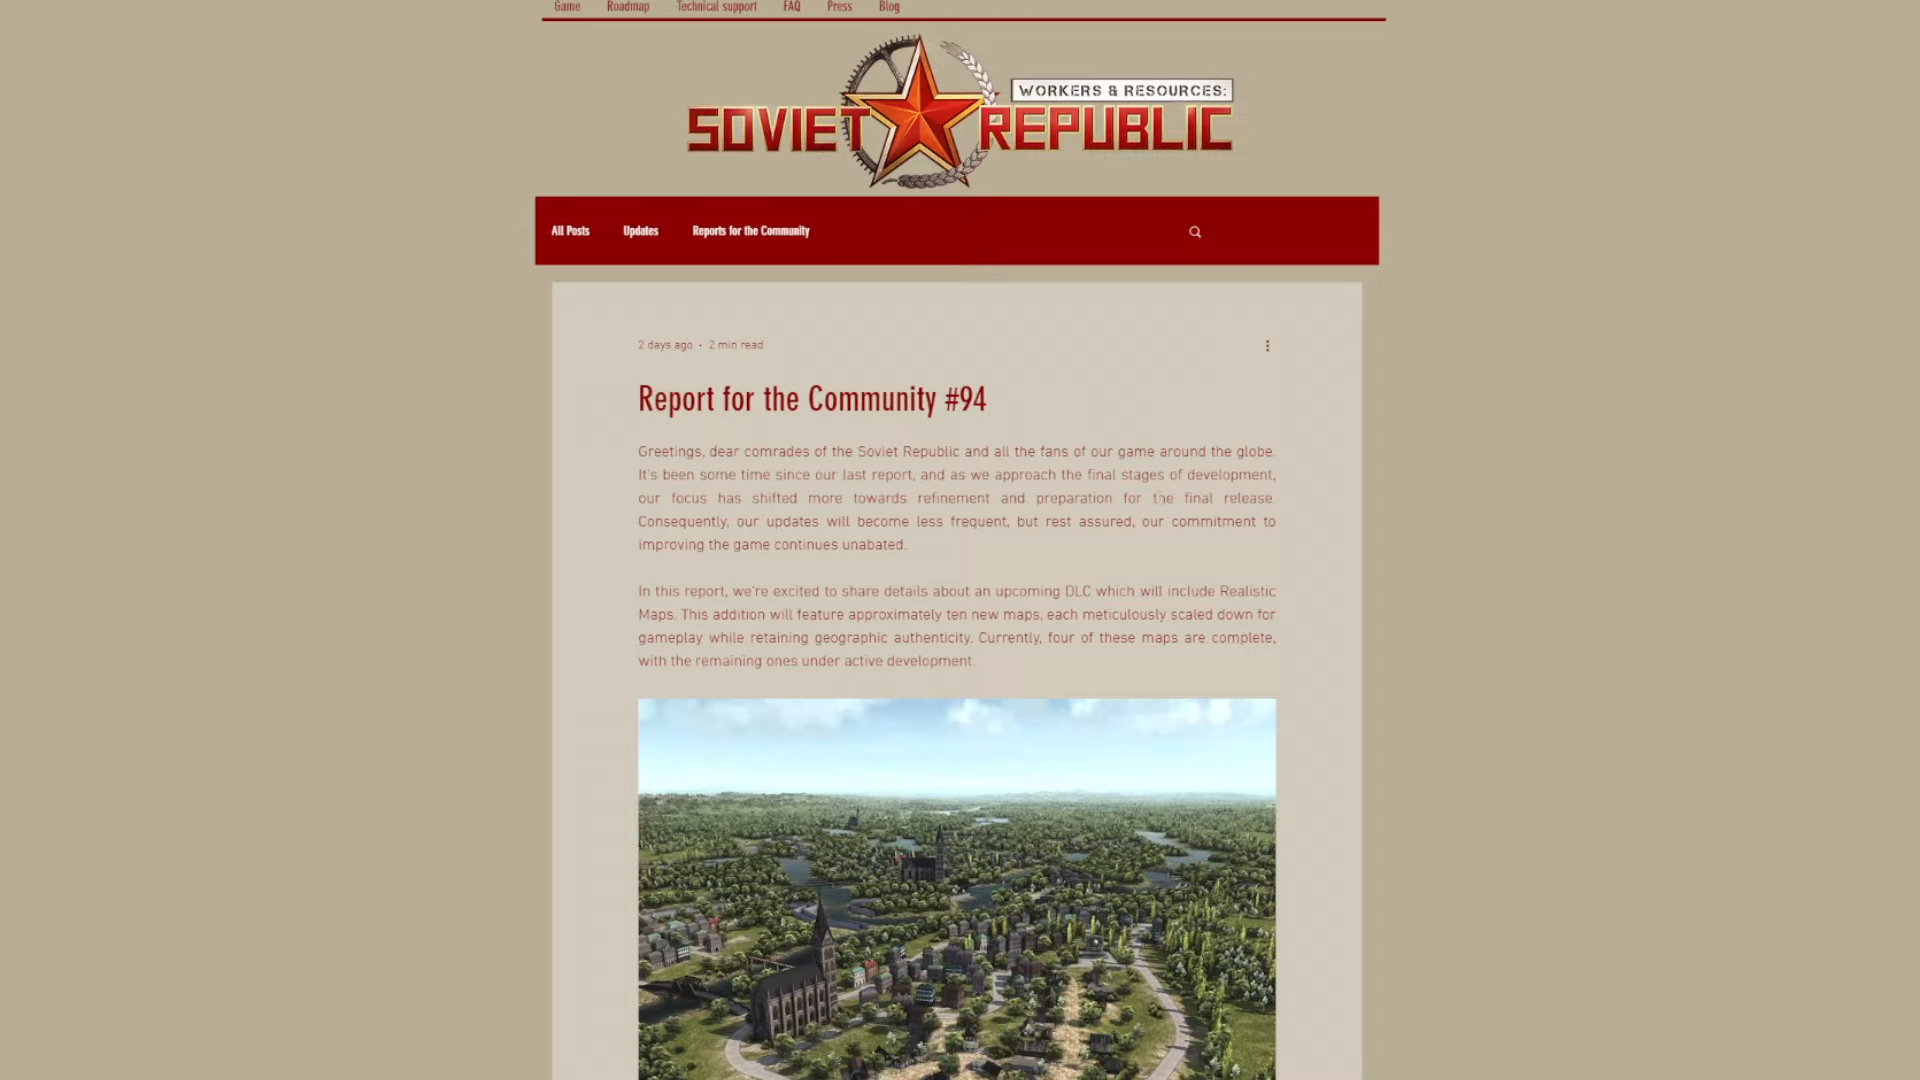 Game Roadmap Technical support FAQ Press Blog
WORKERS & RESOURCES:
SOVIET REPUBLIC
All Posts Updates Reports for the Community
2 days ago · 2 min read
Report for the Community #94
Greetings, dear comrades of the Soviet Republic and all the fans of our game around the globe.
It's been some time since our last report, and as we approach the final stages of development,
our focus has shifted more towards refinement and preparation for the final release.
Consequently, our updates will become less frequent, but rest assured, our commitment to
improving the game continues unabated.
In this report, we're excited to share details about an upcoming DLC which will include Realistic
Maps. This addition will feature approximately ten new maps, each meticulously scaled down for
gameplay while retaining geographic authenticity. Currently, four of these maps are complete,
with the remaining ones under active development.